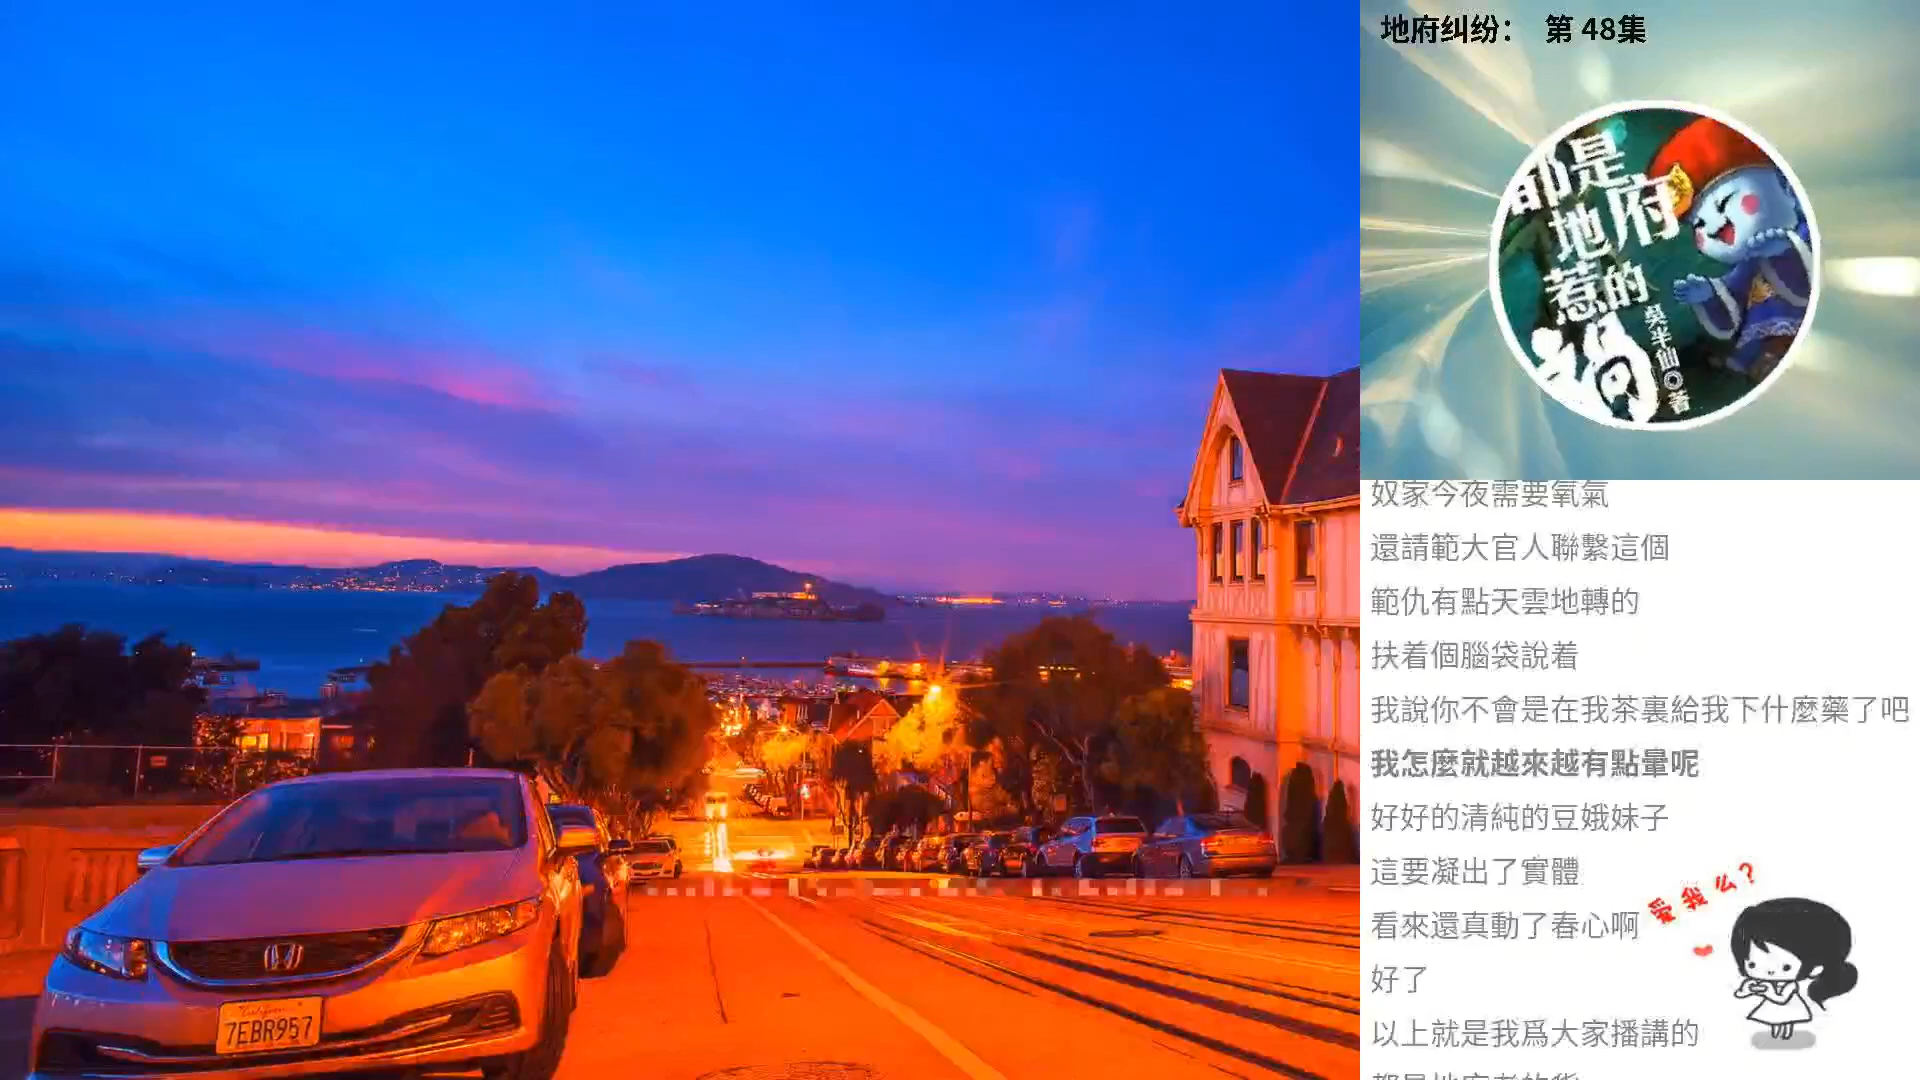 地府纠纷： 第 48集
都是
地府
惹的
祸
吴半仙◎著
奴家今夜需要氧氣
還請範大官人聯繫這個
範仇有點天雲地轉的
扶着個腦袋說着
我說你不會是在我茶裏給我下什麼藥了吧
我怎麼就越來越有點暈呢
好好的清純的豆娥妹子
這要凝出了實體
看來還真動了春心啊
好了
以上就是我爲大家播講的
爱我么？
California
7EBR957